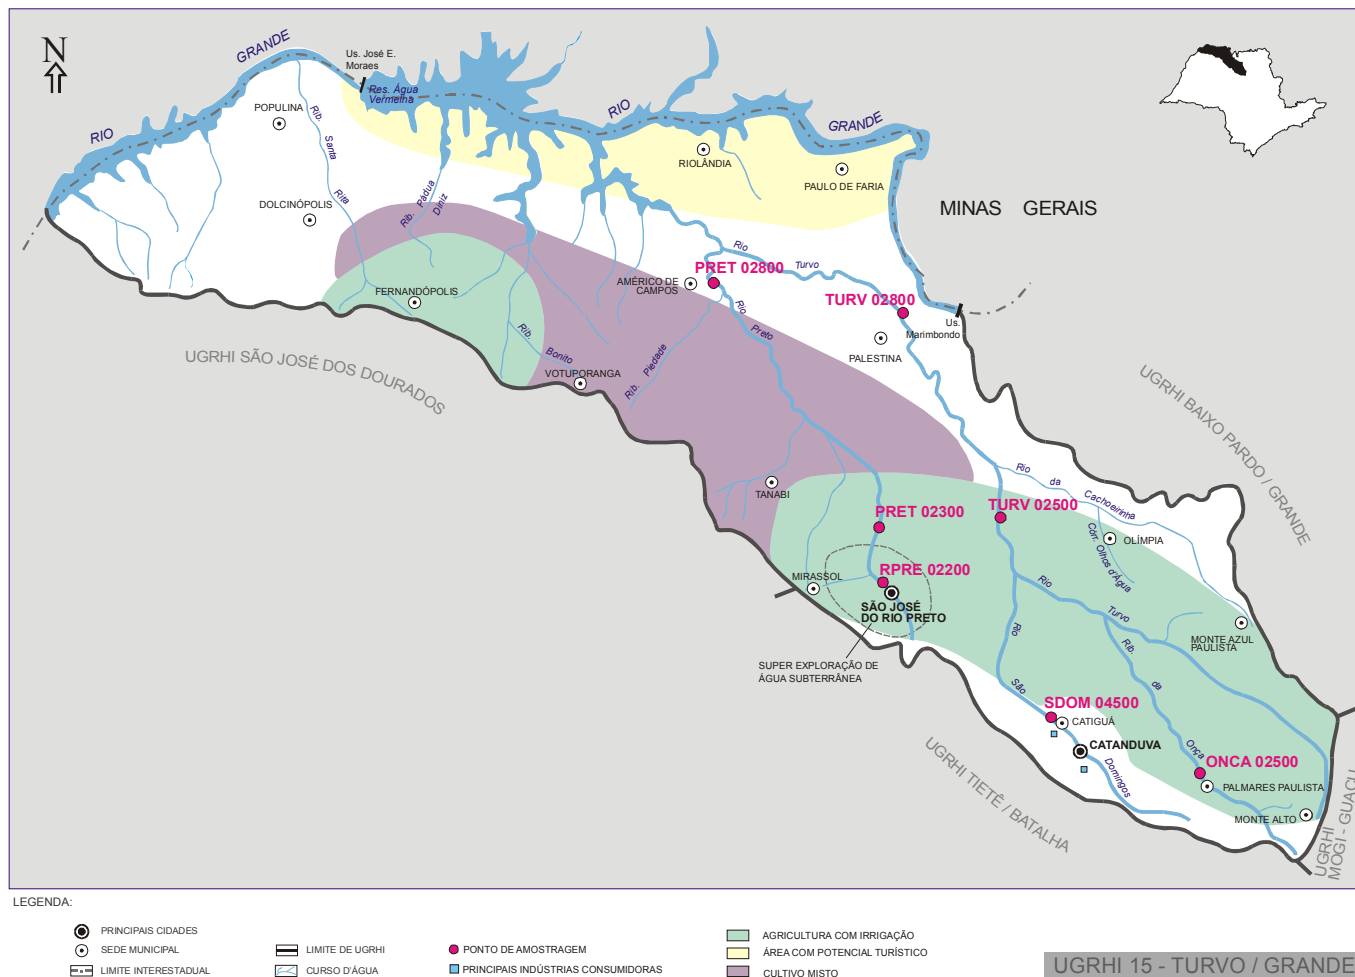 N
RIO
GRANDE
Us. José E.
Moraes
Res. Água
Vermelha
RIO
GRANDE
POPULINA
Rib.
Santa
Rita
DOLCINÓPOLIS
Rib. Pádua
Diniz
RIOLÂNDIA
PAULO DE FARIA
MINAS GERAIS
FERNANDÓPOLIS
AMÉRICO DE
CAMPOS
PRET 02800
Rio
Turvo
TURV 02800
Us.
Marimbondo
Rio
Preto
PALESTINA
Rib.
Bonito
VOTUPORANGA
Rib. Piedade
UGRHI SÃO JOSÉ DOS DOURADOS
UGRHI BAIXO PARDO / GRANDE
TANABI
Rio
da
Cachoeirinha
PRET 02300
TURV 02500
Córr. Olhos d'Água
OLÍMPIA
MIRASSOL
RPRE 02200
SÃO JOSÉ
DO RIO PRETO
Rio
Turvo
MONTE AZUL
PAULISTA
SUPER EXPLORAÇÃO DE
ÁGUA SUBTERRÂNEA
Rio
São
Domingos
Rib.
da
Onça
SDOM 04500
CATIGUÁ
CATANDUVA
ONCA 02500
PALMARES PAULISTA
MONTE ALTO
UGRHI TIETÊ / BATALHA
UGRHI
MOGI - GUAÇU
LEGENDA:
PRINCIPAIS CIDADES
SEDE MUNICIPAL
LIMITE INTERESTADUAL
LIMITE DE UGRHI
CURSO D'ÁGUA
PONTO DE AMOSTRAGEM
PRINCIPAIS INDÚSTRIAS CONSUMIDORAS
AGRICULTURA COM IRRIGAÇÃO
ÁREA COM POTENCIAL TURÍSTICO
CULTIVO MISTO
UGRHI 15 - TURVO / GRANDE